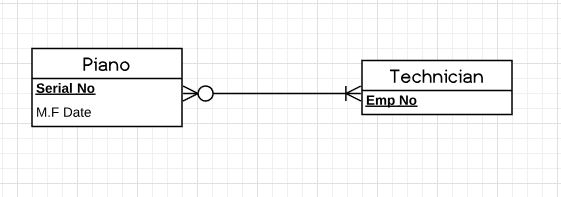 Piano
Serial No
M.F Date
Technician
Emp No